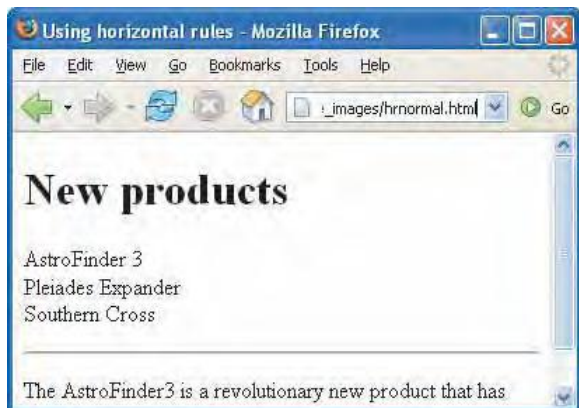 Using horizontal rules - Mozilla Firefox
File Edit View Go Bookmarks Tools Help
_images/hrnormal.html Go
New products
AstroFinder 3
Pleiades Expander
Southern Cross
The AstroFinder3 is a revolutionary new product that has